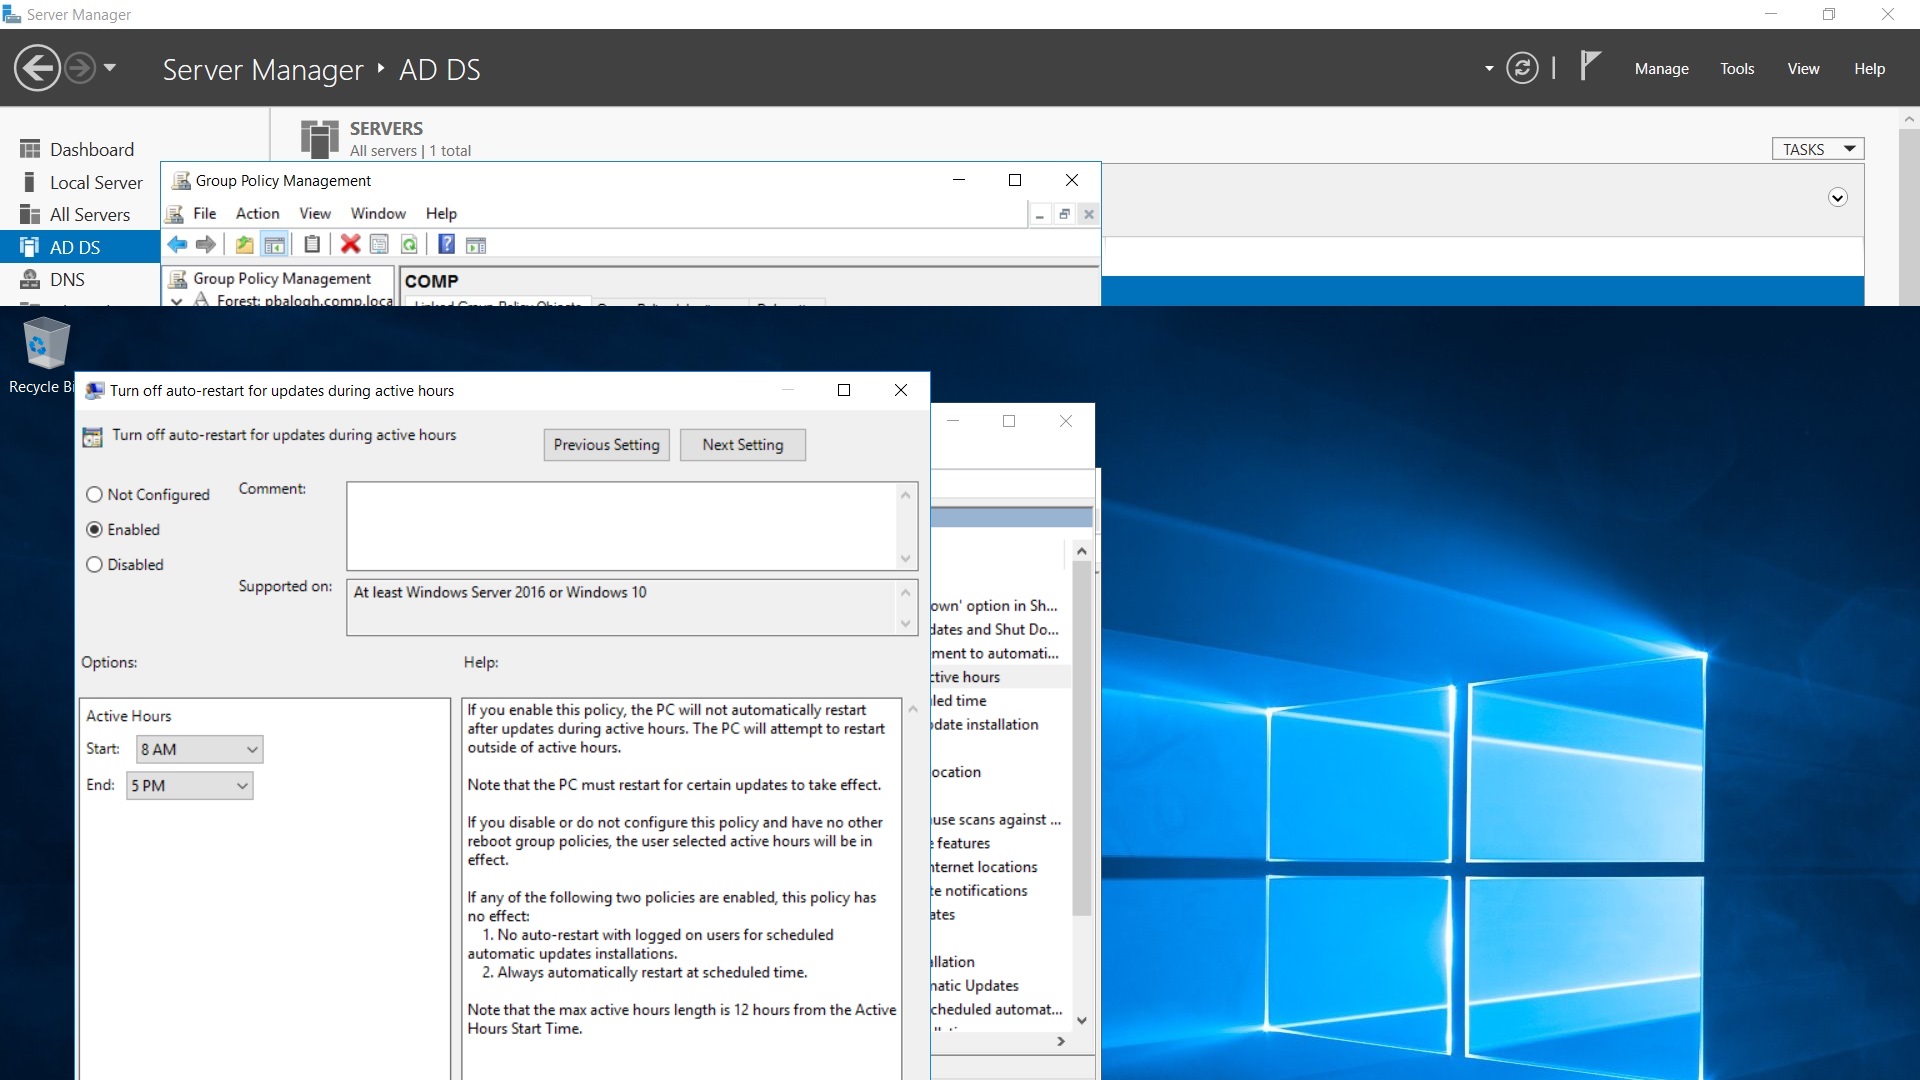 Server Manager
Server Manager ‣ AD DS
Manage Tools View Help
Dashboard
Local Server
All Servers
AD DS
DNS
SERVERS
All servers | 1 total
TASKS
Group Policy Management
File Action View Window Help
Group Policy Management
Forest: pbalogh.comp.loca
COMP
Linked Group Policy Objects
Recycle Bi
Turn off auto-restart for updates during active hours
Turn off auto-restart for updates during active hours
Previous Setting
Next Setting
Not Configured
Enabled
Disabled
Comment:
Supported on:
At least Windows Server 2016 or Windows 10
Options:
Help:
Active Hours
Start: 8 AM
End: 5 PM
If you enable this policy, the PC will not automatically restart
after updates during active hours. The PC will attempt to restart
outside of active hours.
Note that the PC must restart for certain updates to take effect.
If you disable or do not configure this policy and have no other
reboot group policies, the user selected active hours will be in
effect.
If any of the following two policies are enabled, this policy has
no effect:
1. No auto-restart with logged on users for scheduled
automatic updates installations.
2. Always automatically restart at scheduled time.
Note that the max active hours length is 12 hours from the Active
Hours Start Time.
own' option in Sh...
dates and Shut Do...
ment to automati...
ctive hours
led time
pdate installation
ocation
use scans against ...
e features
nternet locations
te notifications
ates
llation
matic Updates
cheduled automat...